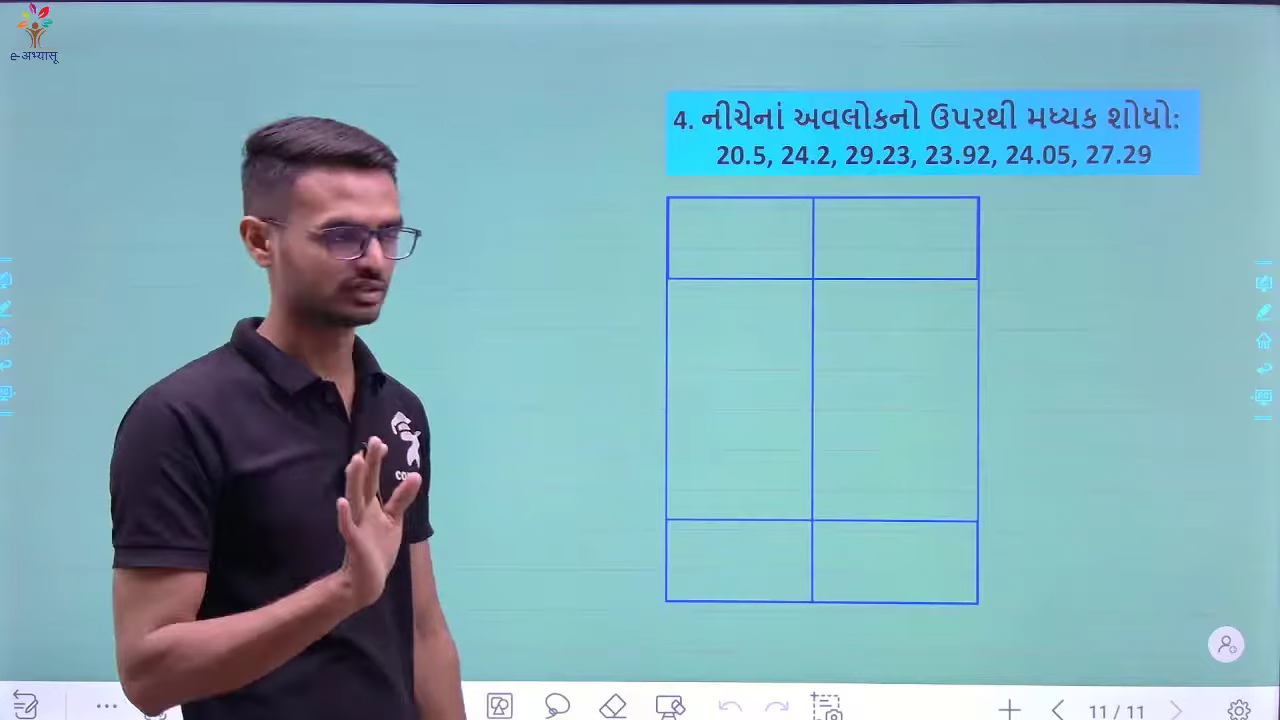 e-अभ्यासू
4. નીચેનાં અવલોકનો ઉપરથી મધ્યક શોધો:
20.5, 24.2, 29.23, 23.92, 24.05, 27.29
11 / 11